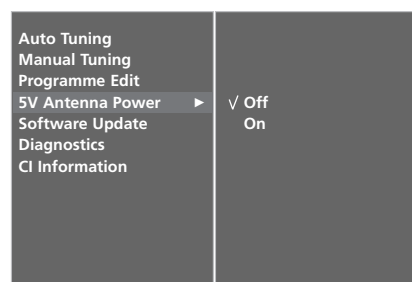 Auto Tuning
Manual Tuning
Programme Edit
5V Antenna Power ► √ Off
Software Update On
Diagnostics
CI Information